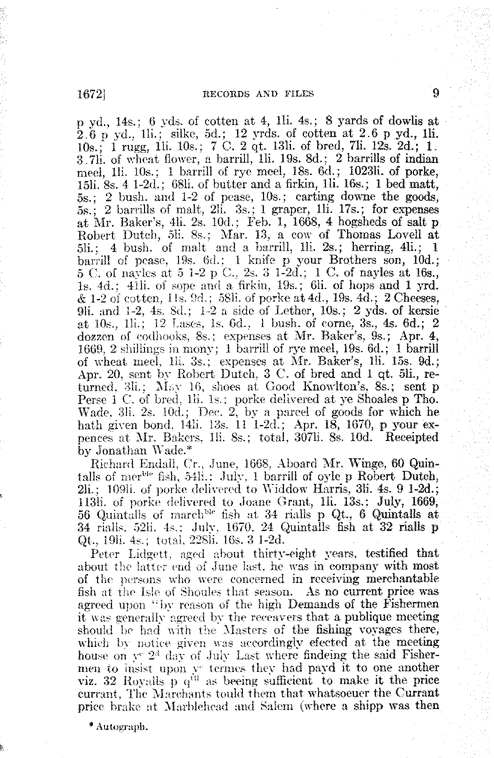 1672] RECORDS AND FILES 9
p yd., 14s.; 6 yds. of cotten at 4, 1li. 4s.; 8 yards of dowlis at
2.6 p yd., 1li.; silke, 5d.; 12 yrds. of cotten at 2.6 p yd., 1li.
10s.; 1 rugg, 1li. 10s.; 7 C. 2 qt. 13li. of bred, 7li. 12s. 2d.; 1.
3.7li. of wheat flower, a barrill, 1li. 19s. 8d.; 2 barrills of indian
meel, 1li. 10s.; 1 barrill of rye meel, 18s. 6d.; 1023li. of porke,
15li. 8s. 4 1-2d.; 68li. of butter and a firkin, 1li. 16s.; 1 bed matt,
5s.; 2 bush. and 1-2 of pease, 10s.; carting downe the goods,
5s.; 2 barrills of malt, 2li. 3s.; 1 graper, 1li. 17s.; for expenses
at Mr. Baker's, 4li. 2s. 10d.; Feb. 1, 1668, 4 hogsheds of salt p
Robert Dutch, 5li. 8s.; Mar. 13, a cow of Thomas Lovell at
5li.; 4 bush. of malt and a barrill, 1li. 2s.; herring, 4li.; 1
barrill of pease, 19s. 6d.; 1 knife p your Brothers son, 10d.;
5 C. of nayles at 5 1-2 p C., 2s. 3 1-2d.; 1 C. of nayles at 16s.,
1s. 4d.; 41li. of sope and a firkin, 19s.; 6li. of hops and 1 yrd.
& 1-2 of cotten, 11s. 9d.; 58li. of porke at 4d., 19s. 4d.; 2 Cheeses,
9li. and 1-2, 4s. 8d.; 1-2 a side of Lether, 10s.; 2 yds. of kersie
at 10s., 1li.; 12 Lases, 1s. 6d., 1 bush. of corne, 3s., 4s. 6d.; 2
dozzen of codhooks, 8s.; expenses at Mr. Baker's, 9s.; Apr. 4,
1669, 2 shillings in mony; 1 barrill of rye meel, 19s. 6d.; 1 barrill
of wheat meel, 1li. 3s.; expenses at Mr. Baker's, 1li. 15s. 9d.;
Apr. 20, sent by Robert Dutch, 3 C. of bred and 1 qt. 5li., re-
turned, 3li.; May 16, shoes at Good Knowlton's, 8s.; sent p
Perse 1 C. of bred, 1li. 1s.; porke delivered at ye Shoales p Tho.
Wade, 3li. 2s. 10d.; Dec. 2, by a parcel of goods for which he
hath given bond, 14li. 13s. 11 1-2d.; Apr. 18, 1670, p your ex-
pences at Mr. Bakers, 1li. 8s.; total, 307li. 8s. 10d. Receipted
by Jonathan Wade.*
Richard Endall, Cr., June, 1668, Aboard Mr. Winge, 60 Quin-
talls of mer^ble fish, 54li.; July, 1 barrill of oyle p Robert Dutch,
2li.; 109li. of porke delivered to Widdow Harris, 3li. 4s. 9 1-2d.;
113li. of porke delivered to Joane Grant, 1li. 13s.; July, 1669,
56 Quintalls of march^ble fish at 34 rialls p Qt., 6 Quintalls at
34 rialls, 52li. 4s.; July, 1670, 24 Quintalls fish at 32 rialls p
Qt., 19li. 4s.; total, 228li. 16s. 3 1-2d.
Peter Lidgett, aged about thirty-eight years, testified that
about the latter end of June last, he was in company with most
of the persons who were concerned in receiving merchantable
fish at the Isle of Shoules that season. As no current price was
agreed upon "by reason of the high Demands of the Fishermen
it was generally agreed by the receavers that a publique meeting
should be had with the Masters of the fishing voyages there,
which by notice given was accordingly efected at the meeting
house on y^e 2^d day of July Last where findeing the said Fisher-
men to insist upon y^e termes they had payd it to one another
viz. 32 Royalls p q^tll as beeing sufficient to make it the price
currant, The Marchants tould them that whatsoeuer the Currant
price brake at Marblehead and Salem (where a shipp was then
* Autograph.